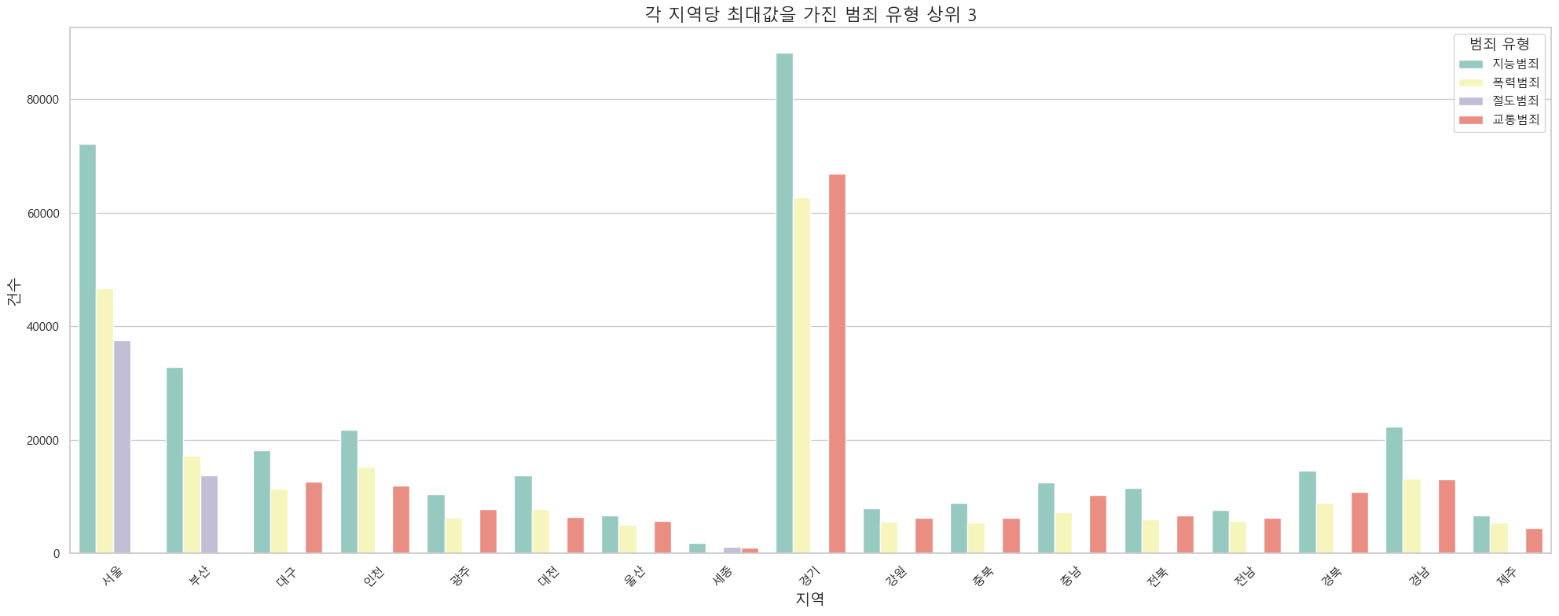 각 지역당 최대값을 가진 범죄 유형 상위 3
범죄 유형
지능범죄
폭력범죄
절도범죄
교통범죄
건수
80000
60000
40000
20000
0
서울 부산 대구 인천 광주 대전 울산 세종 경기 강원 충북 충남 전북 전남 경북 경남 제주
지역